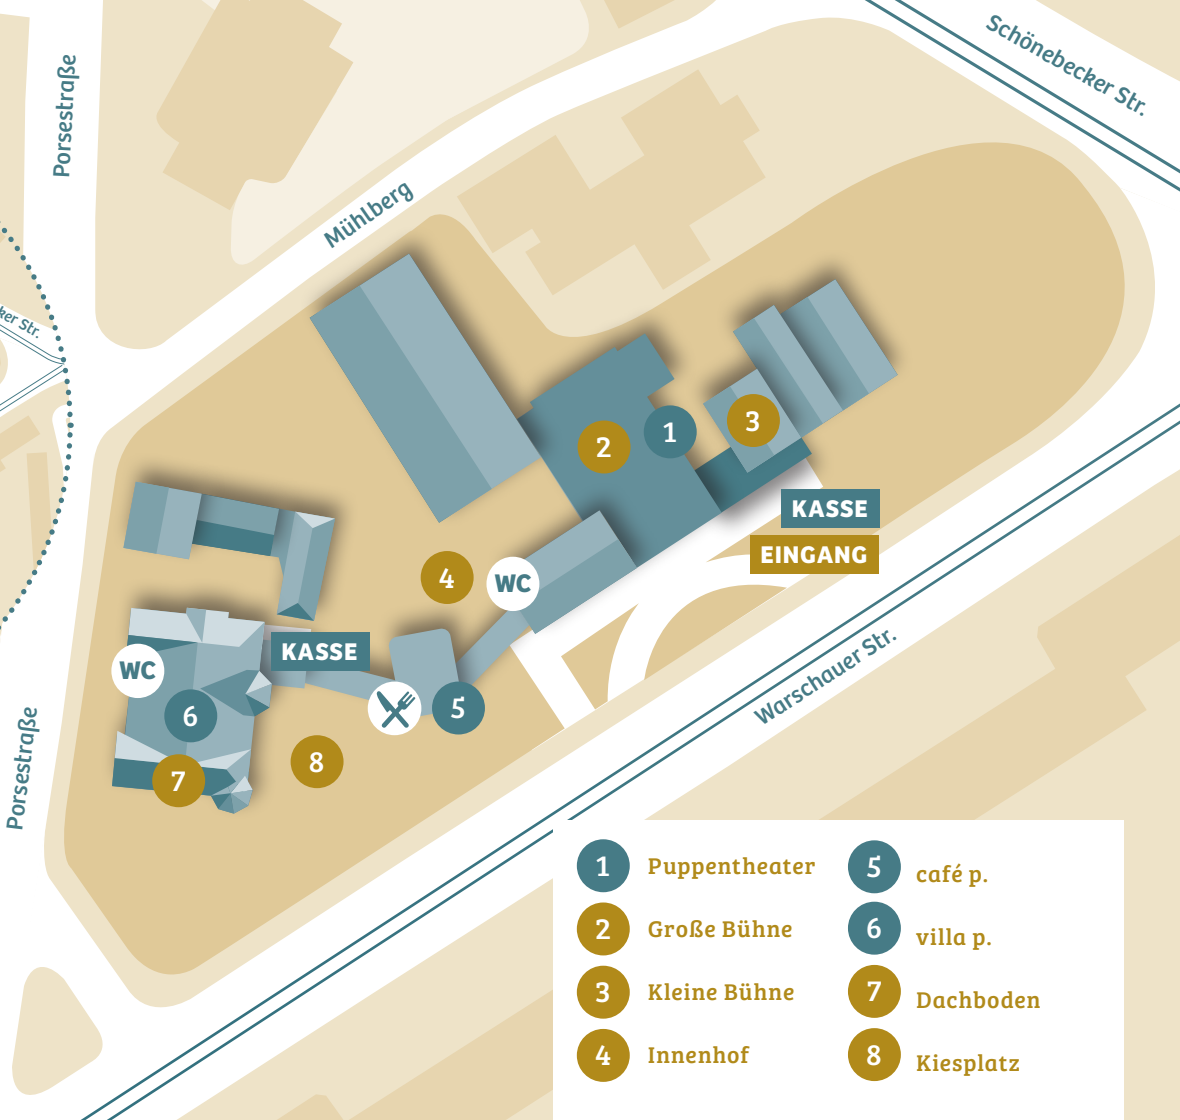 Schönebecker Str.
Porsestraße
Mühlberg
ker Str.
3
1
2
KASSE
EINGANG
4
WC
KASSE
WC
5
6
8
7
Warschauer Str.
Porsestraße
1 Puppentheater
2 Große Bühne
3 Kleine Bühne
4 Innenhof
5 café p.
6 villa p.
7 Dachboden
8 Kiesplatz